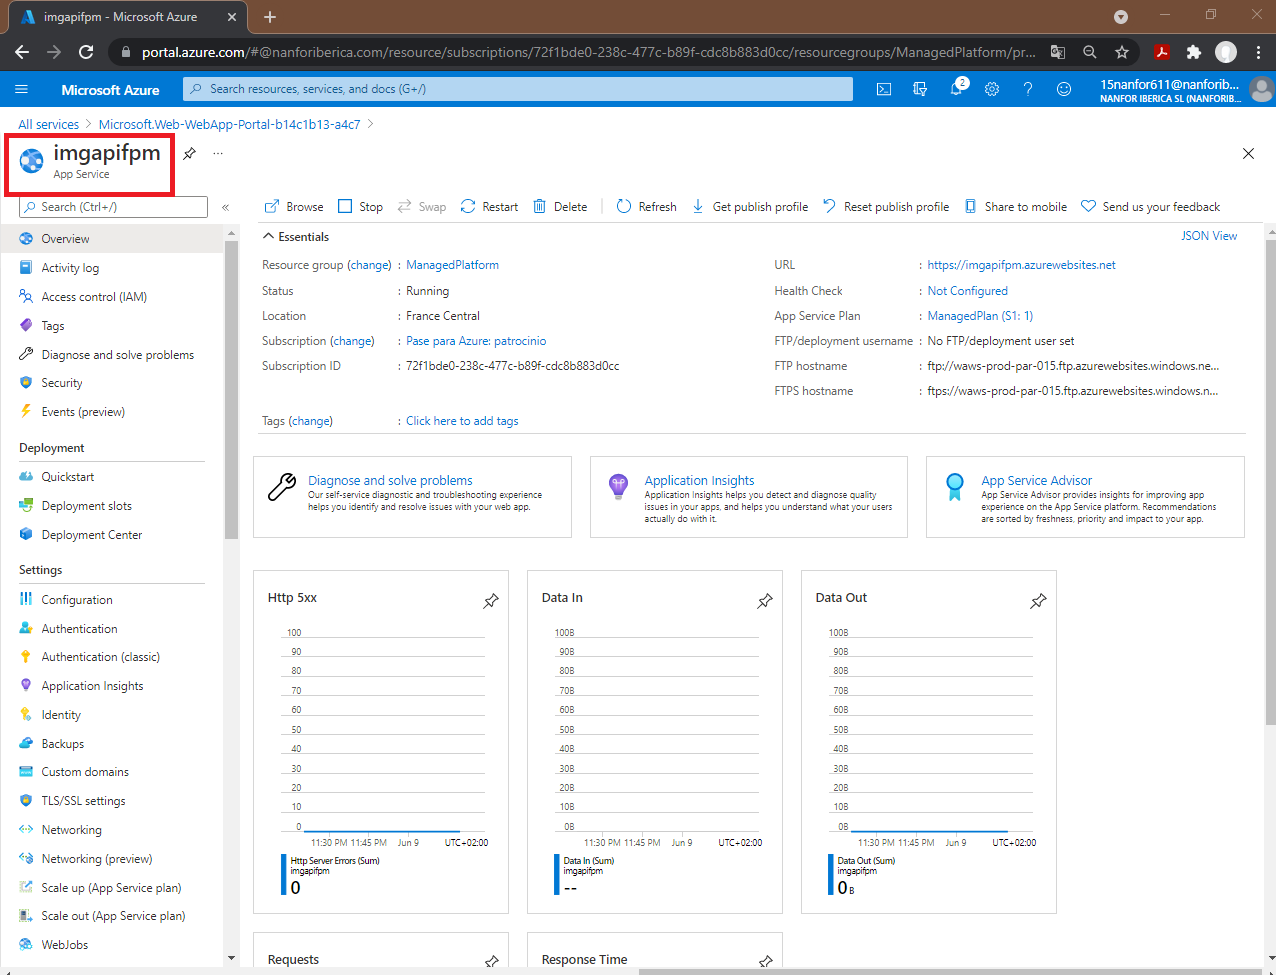 imgapifpm - Microsoft Azure
portal.azure.com/#@nanforiberica.com/resource/subscriptions/72f1bde0-238c-477c-b89f-cdc8b883d0cc/resourcegroups/ManagedPlatform/pr...
Microsoft Azure
Search resources, services, and docs (G+/)
2
15nanfor611@nanforib...
NANFOR IBERICA SL (NANFORIB...
All services > Microsoft.Web-WebApp-Portal-b14c1b13-a4c7 >
imgapifpm
...
App Service
Search (Ctrl+/)
«
Browse Stop Swap Restart Delete Refresh Get publish profile Reset publish profile Share to mobile Send us your feedback
Overview
Activity log
Access control (IAM)
Tags
Diagnose and solve problems
Security
Events (preview)
Deployment
Quickstart
Deployment slots
Deployment Center
Settings
Configuration
Authentication
Authentication (classic)
Application Insights
Identity
Backups
Custom domains
TLS/SSL settings
Networking
Networking (preview)
Scale up (App Service plan)
Scale out (App Service plan)
WebJobs
Essentials
JSON View
Resource group (change) : ManagedPlatform
Status : Running
Location : France Central
Subscription (change) : Pase para Azure: patrocinio
Subscription ID : 72f1bde0-238c-477c-b89f-cdc8b883d0cc
URL : https://imgapifpm.azurewebsites.net
Health Check : Not Configured
App Service Plan : ManagedPlan (S1: 1)
FTP/deployment username : No FTP/deployment user set
FTP hostname : ftp://waws-prod-par-015.ftp.azurewebsites.windows.ne...
FTPS hostname : ftps://waws-prod-par-015.ftp.azurewebsites.windows.n...
Tags (change) : Click here to add tags
Diagnose and solve problems
Our self-service diagnostic and troubleshooting experience
helps you identify and resolve issues with your web app.
Application Insights
Application Insights helps you detect and diagnose quality
issues in your apps, and helps you understand what your users
actually do with it.
App Service Advisor
App Service Advisor provides insights for improving app
experience on the App Service platform. Recommendations
are sorted by freshness, priority and impact to your app.
Http 5xx
100
90
80
70
60
50
40
30
20
10
0
11:30 PM 11:45 PM Jun 9 UTC+02:00
Http Server Errors (Sum)
imgapifpm
0
Data In
100B
90B
80B
70B
60B
50B
40B
30B
20B
10B
0B
11:30 PM 11:45 PM Jun 9 UTC+02:00
Data In (Sum)
imgapifpm
--
Data Out
100B
90B
80B
70B
60B
50B
40B
30B
20B
10B
0B
11:30 PM 11:45 PM Jun 9 UTC+02:00
Data Out (Sum)
imgapifpm
0 B
Requests
Response Time